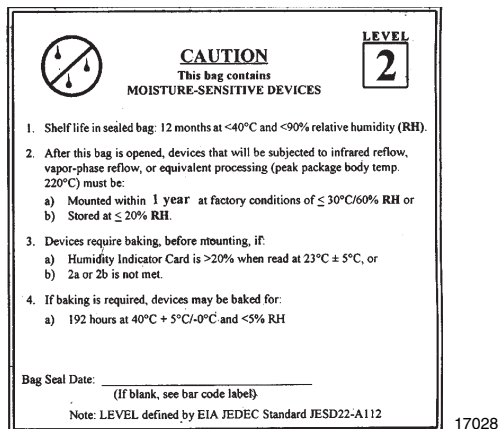 LEVEL
2
CAUTION
This bag contains
MOISTURE-SENSITIVE DEVICES
1. Shelf life in sealed bag: 12 months at <40°C and <90% relative humidity (RH).
2. After this bag is opened, devices that will be subjected to infrared reflow,
vapor-phase reflow, or equivalent processing (peak package body temp.
220°C) must be:
a) Mounted within 1 year at factory conditions of ≤ 30°C/60% RH or
b) Stored at ≤ 20% RH.
3. Devices require baking, before mounting, if:
a) Humidity Indicator Card is >20% when read at 23°C ± 5°C, or
b) 2a or 2b is not met.
4. If baking is required, devices may be baked for:
a) 192 hours at 40°C + 5°C/-0°C and <5% RH
Bag Seal Date:
(If blank, see bar code label)
Note: LEVEL defined by EIA JEDEC Standard JESD22-A112
17028